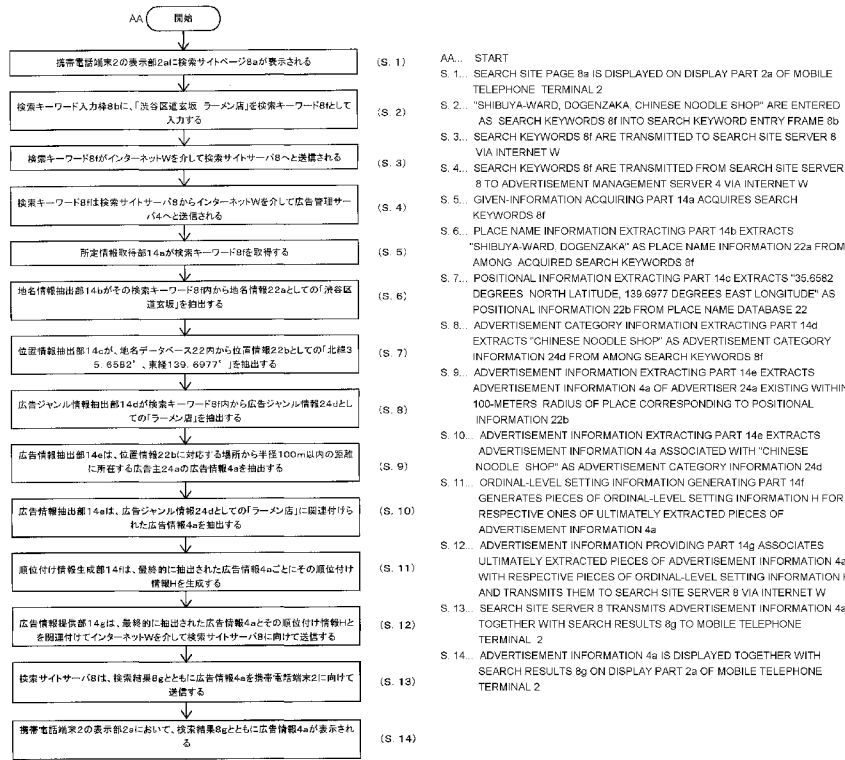 AA
開始
携帯電話端末2の表示部2aに検索サイトページ8aが表示される
(S. 1)
検索キーワード入力枠8bに、「渋谷区道玄坂 ラーメン店」を検索キーワード8fとして
入力する
(S. 2)
検索キーワード8fがインターネットWを介して検索サイトサーバ8へと送信される
(S. 3)
検索キーワード8fは検索サイトサーバ8からインターネットWを介して広告管理サー
バ4へと送信される
(S. 4)
所定情報取得部14aが検索キーワード8fを取得する
(S. 5)
地名情報抽出部14bがその検索キーワード8f内から地名情報22aとしての「渋谷区
道玄坂」を抽出する
(S. 6)
位置情報抽出部14cが、地名データベース22内から位置情報22bとしての「北緯3
5.6582°、東経139.6977°」を抽出する
(S. 7)
広告ジャンル情報抽出部14dが検索キーワード8f内から広告ジャンル情報24dとし
ての「ラーメン店」を抽出する
(S. 8)
広告情報抽出部14eは、位置情報22bに対応する場所から半径100m以内の距離
に所在する広告主24aの広告情報4aを抽出する
(S. 9)
広告情報抽出部14eは、広告ジャンル情報24dとしての「ラーメン店」に関連付けら
れた広告情報4aを抽出する
(S. 10)
順位付け情報生成部14fは、最終的に抽出された広告情報4aごとにその順位付け
情報Hを生成する
(S. 11)
広告情報提供部14gは、最終的に抽出された広告情報4aとその順位付け情報Hと
を関連付けてインターネットWを介して検索サイトサーバ8に向けて送信する
(S. 12)
検索サイトサーバ8は、検索結果8gとともに広告情報4aを携帯電話端末2に向けて
送信する
(S. 13)
携帯電話端末2の表示部2aにおいて、検索結果8gとともに広告情報4aが表示され
る
(S. 14)
AA... START
S. 1... SEARCH SITE PAGE 8a IS DISPLAYED ON DISPLAY PART 2a OF MOBILE
TELEPHONE TERMINAL 2
S. 2... "SHIBUYA-WARD, DOGENZAKA, CHINESE NOODLE SHOP" ARE ENTERED
AS SEARCH KEYWORDS 8f INTO SEARCH KEYWORD ENTRY FRAME 8b
S. 3... SEARCH KEYWORDS 8f ARE TRANSMITTED TO SEARCH SITE SERVER 8
VIA INTERNET W
S. 4... SEARCH KEYWORDS 8f ARE TRANSMITTED FROM SEARCH SITE SERVER
8 TO ADVERTISEMENT MANAGEMENT SERVER 4 VIA INTERNET W
S. 5... GIVEN-INFORMATION ACQUIRING PART 14a ACQUIRES SEARCH
KEYWORDS 8f
S. 6... PLACE NAME INFORMATION EXTRACTING PART 14b EXTRACTS
"SHIBUYA-WARD, DOGENZAKA" AS PLACE NAME INFORMATION 22a FROM
AMONG ACQUIRED SEARCH KEYWORDS 8f
S. 7... POSITIONAL INFORMATION EXTRACTING PART 14c EXTRACTS "35.6582
DEGREES NORTH LATITUDE, 139.6977 DEGREES EAST LONGITUDE" AS
POSITIONAL INFORMATION 22b FROM PLACE NAME DATABASE 22
S. 8... ADVERTISEMENT CATEGORY INFORMATION EXTRACTING PART 14d
EXTRACTS "CHINESE NOODLE SHOP" AS ADVERTISEMENT CATEGORY
INFORMATION 24d FROM AMONG SEARCH KEYWORDS 8f
S. 9... ADVERTISEMENT INFORMATION EXTRACTING PART 14e EXTRACTS
ADVERTISEMENT INFORMATION 4a OF ADVERTISER 24a EXISTING WITHIN
100-METERS RADIUS OF PLACE CORRESPONDING TO POSITIONAL
INFORMATION 22b
S. 10... ADVERTISEMENT INFORMATION EXTRACTING PART 14e EXTRACTS
ADVERTISEMENT INFORMATION 4a ASSOCIATED WITH "CHINESE
NOODLE SHOP" AS ADVERTISEMENT CATEGORY INFORMATION 24d
S. 11... ORDINAL-LEVEL SETTING INFORMATION GENERATING PART 14f
GENERATES PIECES OF ORDINAL-LEVEL SETTING INFORMATION H FOR
RESPECTIVE ONES OF ULTIMATELY EXTRACTED PIECES OF
ADVERTISEMENT INFORMATION 4a
S. 12... ADVERTISEMENT INFORMATION PROVIDING PART 14g ASSOCIATES
ULTIMATELY EXTRACTED PIECES OF ADVERTISEMENT INFORMATION 4a
WITH RESPECTIVE PIECES OF ORDINAL-LEVEL SETTING INFORMATION H
AND TRANSMITS THEM TO SEARCH SITE SERVER 8 VIA INTERNET W
S. 13... SEARCH SITE SERVER 8 TRANSMITS ADVERTISEMENT INFORMATION 4a
TOGETHER WITH SEARCH RESULTS 8g TO MOBILE TELEPHONE
TERMINAL 2
S. 14... ADVERTISEMENT INFORMATION 4a IS DISPLAYED TOGETHER WITH
SEARCH RESULTS 8g ON DISPLAY PART 2a OF MOBILE TELEPHONE
TERMINAL 2